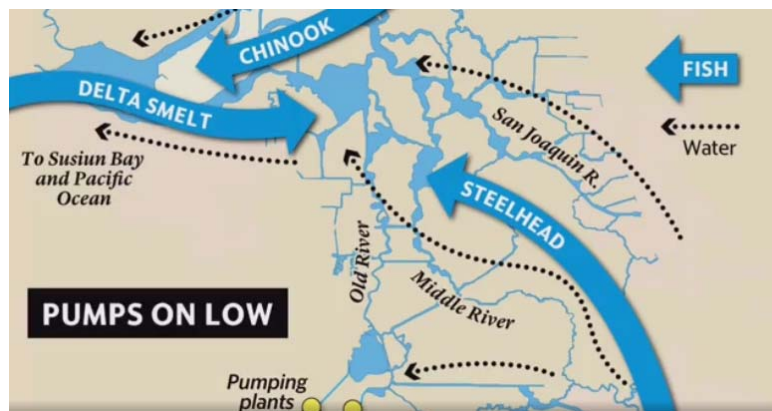 CHINOOK
FISH
DELTA SMELT
San Joaquin R.
Water
To Susiun Bay
and Pacific
Ocean
STEELHEAD
Old River
Middle River
PUMPS ON LOW
Pumping
plants